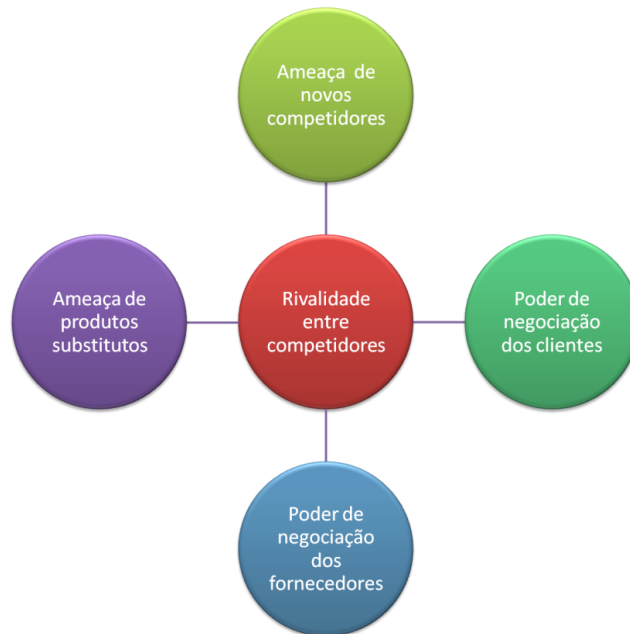 Ameaça de
novos
competidores
Ameaça de
produtos
substitutos
Rivalidade
entre
competidores
Poder de
negociação
dos clientes
Poder de
negociação
dos
fornecedores